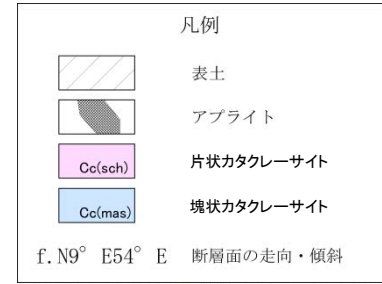 凡例
表土
アプライト
Cc(sch) 片状カタクレーサイト
Cc(mas) 塊状カタクレーサイト
f.N9° E54° E 断層面の走向・傾斜